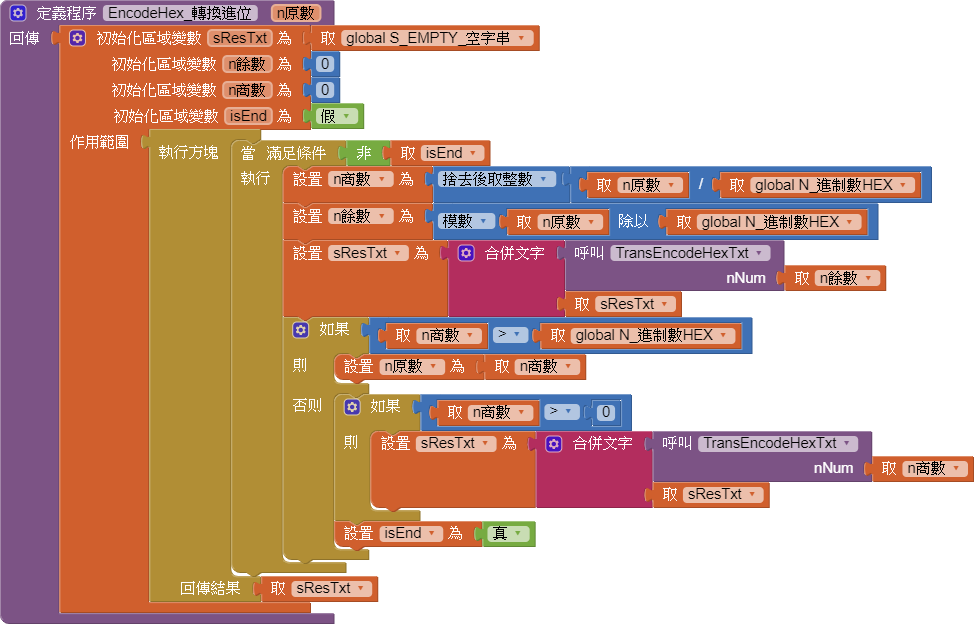 定義程序 EncodeHex_轉換進位 n原數
回傳 初始化區域變數 sResTxt 為 取 global S_EMPTY_空字串
初始化區域變數 n餘數 為 0
初始化區域變數 n商數 為 0
初始化區域變數 isEnd 為 假
作用範圍 執行方塊 當 滿足條件 非 取 isEnd
執行 設置 n商數 為 捨去後取整數 取 n原數 / 取 global N_進制數HEX
設置 n餘數 為 模數 取 n原數 除以 取 global N_進制數HEX
設置 sResTxt 為 合併文字 呼叫 TransEncodeHexTxt
nNum 取 n餘數
取 sResTxt
如果 取 n商數 > 取 global N_進制數HEX
則 設置 n原數 為 取 n商數
否則 如果 取 n商數 > 0
則 設置 sResTxt 為 合併文字 呼叫 TransEncodeHexTxt
nNum 取 n商數
取 sResTxt
設置 isEnd 為 真
回傳結果 取 sResTxt